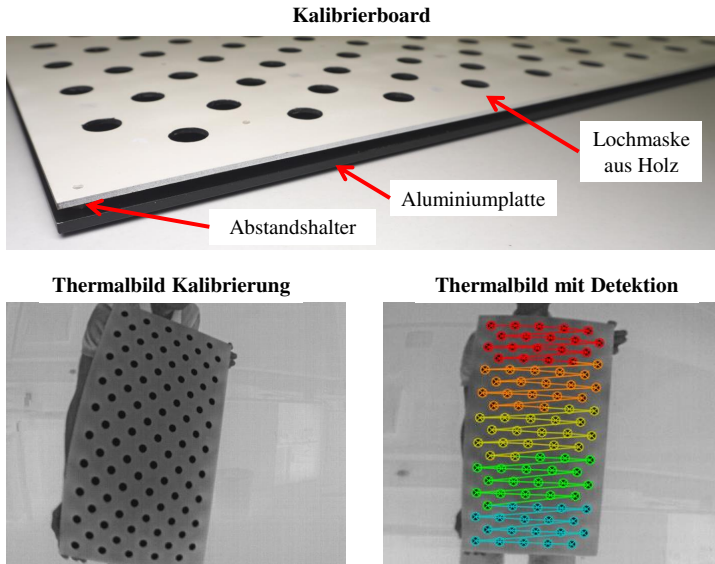 Kalibrierboard
Lochmaske
aus Holz
Aluminiumplatte
Abstandshalter
Thermalbild Kalibrierung
Thermalbild mit Detektion